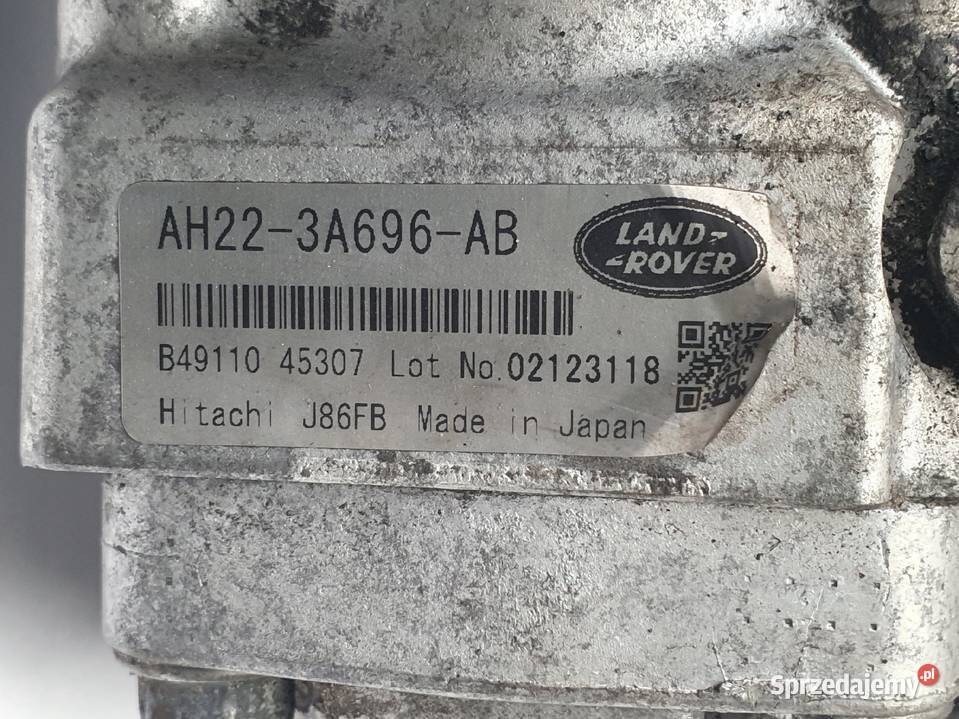 AH22-3A696-AB
LAND-
-ROVER
B49110 45307 Lot No.02123118
Hitachi J86FB Made in Japan
Sprzedajemy.pl